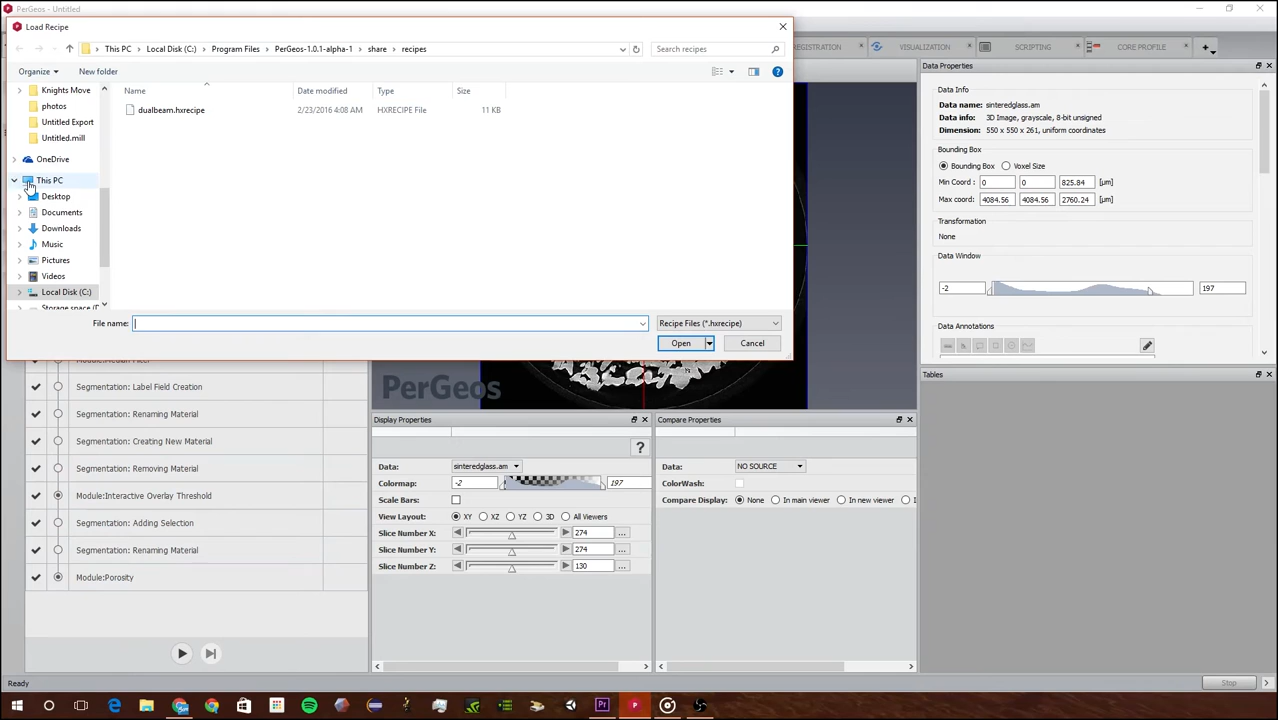 PerGeos - Untitled
Load Recipe
This PC > Local Disk (C:) > Program Files > PerGeos-1.0.1-alpha-1 > share > recipes
Search recipes
Organize
New folder
Name
Date modified
Type
Size
dualbeam.hxrecipe
2/23/2016 4:08 AM
HXRECIPE File
11 KB
Knights Move
photos
Untitled Export
Untitled.mill
OneDrive
This PC
Desktop
Documents
Downloads
Music
Pictures
Videos
Local Disk (C:)
File name:
Recipe Files (*.hxrecipe)
Open
Cancel
REGISTRATION
VISUALIZATION
SCRIPTING
CORE PROFILE
Segmentation: Label Field Creation
Segmentation: Renaming Material
Segmentation: Creating New Material
Segmentation: Removing Material
Module:Interactive Overlay Threshold
Segmentation: Adding Selection
Segmentation: Renaming Material
Module:Porosity
PerGeos
Display Properties
?
Data: sinteredglass.am
Colormap: -2 197
Scale Bars:
View Layout: XY XZ YZ 3D All Viewers
Slice Number X: 274 ...
Slice Number Y: 274 ...
Slice Number Z: 130 ...
Compare Properties
Data: NO SOURCE
ColorWash:
Compare Display: None In main viewer In new viewer
Data Properties
Data Info
Data name: sinteredglass.am
Data info: 3D Image, grayscale, 8-bit unsigned
Dimension: 550 x 550 x 261, uniform coordinates
Bounding Box
Bounding Box Voxel Size
Min Coord : 0 0 825.84 [µm]
Max coord: 4084.56 4084.56 2760.24 [µm]
Transformation
None
Data Window
-2 197
Data Annotations
Tables
Ready
Stop